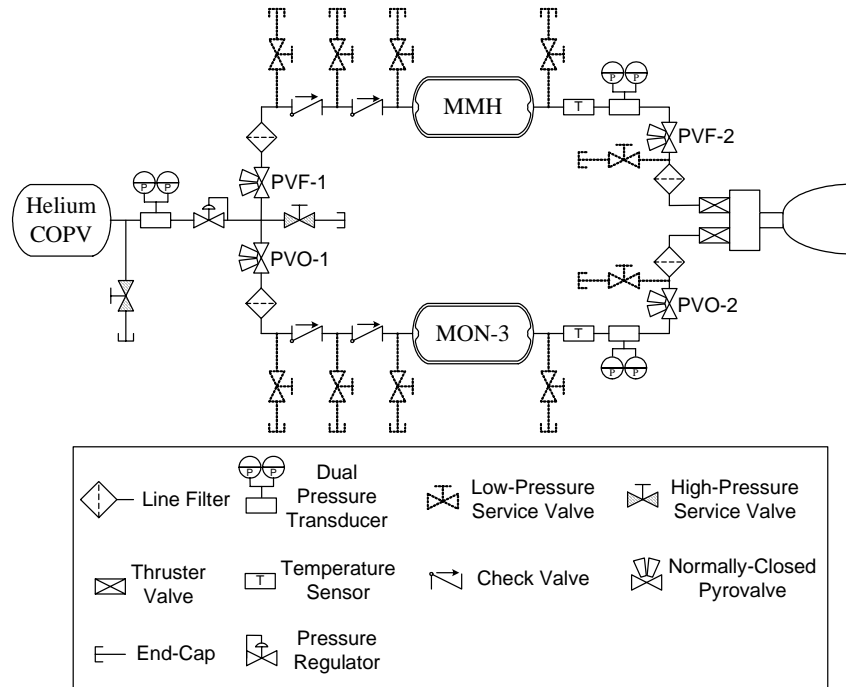 P P
MMH
T
PVF-2
PVF-1
P P
Helium
COPV
PVO-1
MON-3
T
PVO-2
P P
P P
Line Filter
Dual
Pressure
Transducer
Low-Pressure
Service Valve
High-Pressure
Service Valve
Thruster
Valve
T
Temperature
Sensor
Check Valve
Normally-Closed
Pyrovalve
End-Cap
Pressure
Regulator